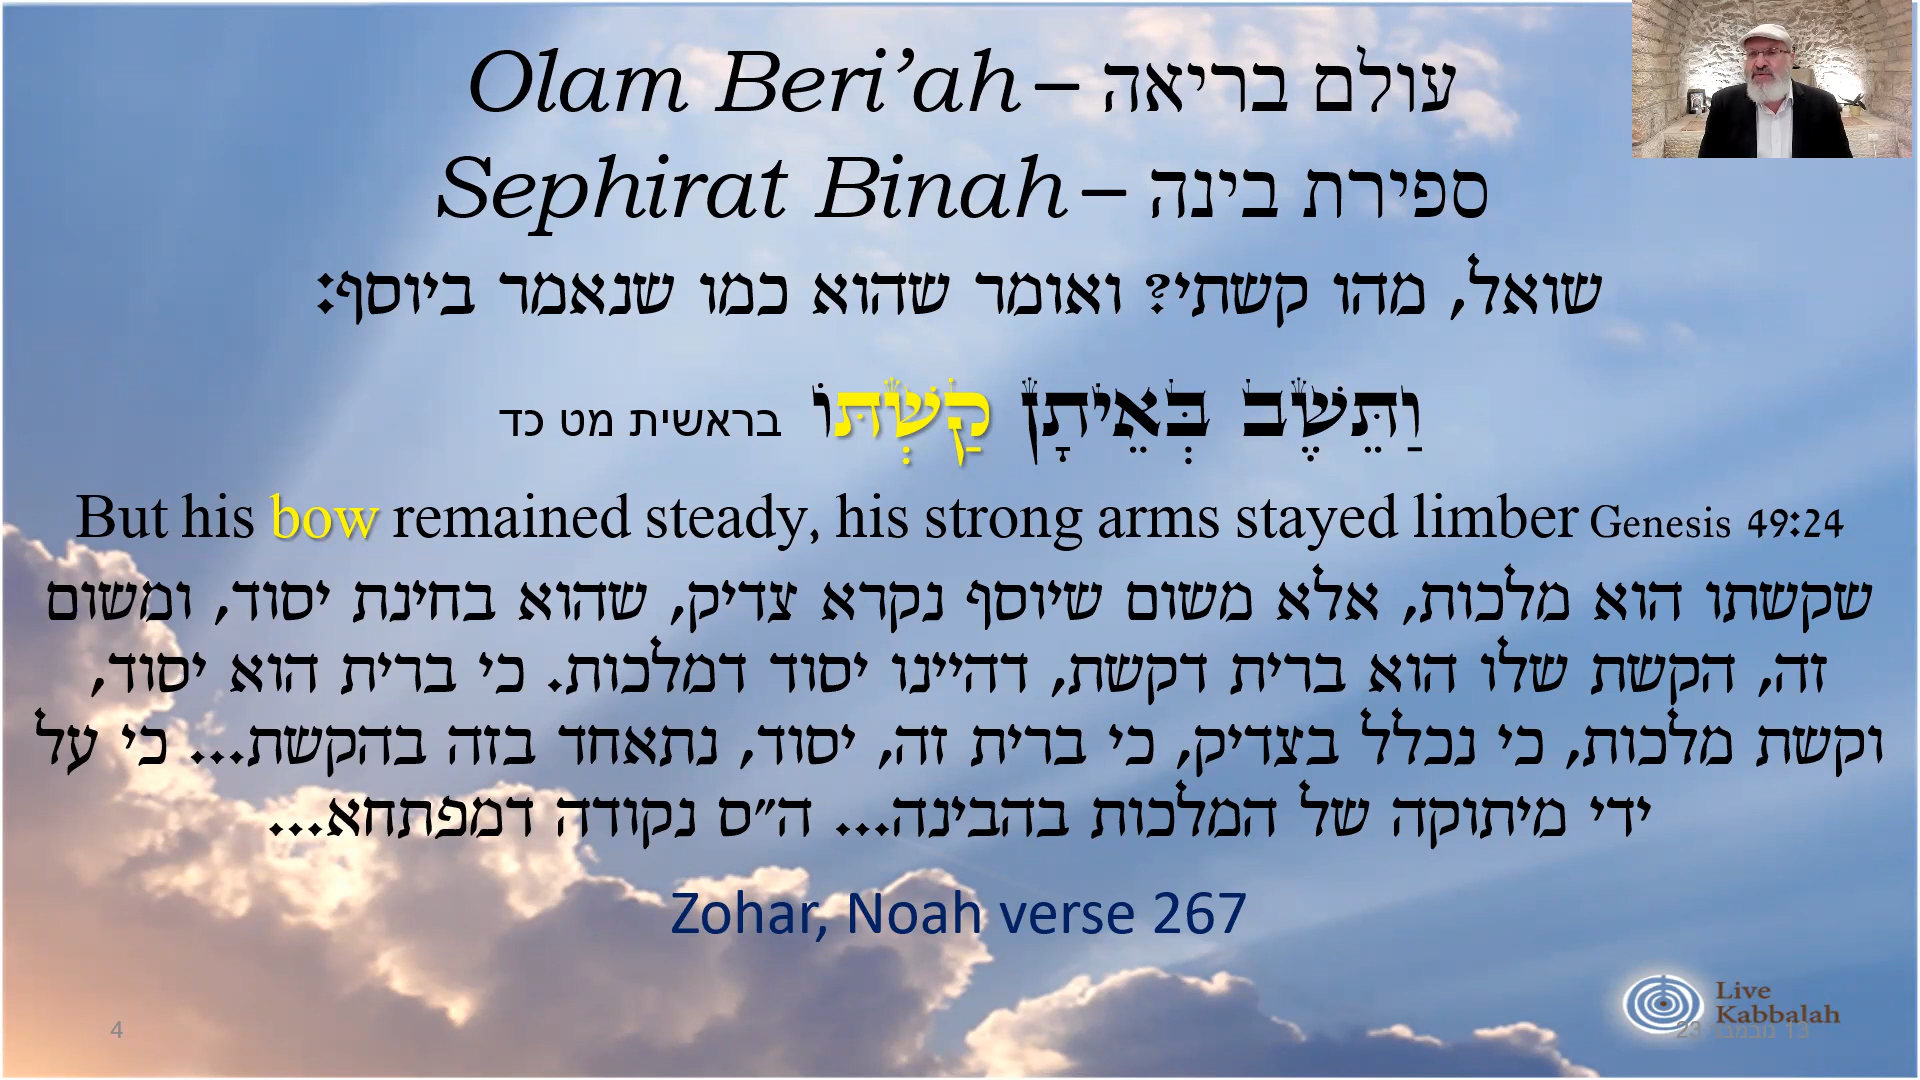 Olam Beri’ah – עולם בריאה
Sephirat Binah – ספירת בינה
שואל, מהו קשתי? ואומר שהוא כמו שנאמר ביוסף:
וַתֵּשֶׁב בְּאֵיתָן קַשְׁתּוֹ בראשית מט כד
But his bow remained steady, his strong arms stayed limber Genesis 49:24
שקשתו הוא מלכות, אלא משום שיוסף נקרא צדיק, שהוא בחינת יסוד, ומשום
זה, הקשת שלו הוא ברית דקשת, דהיינו יסוד דמלכות. כי ברית הוא יסוד,
וקשת מלכות, כי נכלל בצדיק, כי ברית זה, יסוד, נתאחד בזה בהקשת... כי על
ידי מיתוקה של המלכות בהבינה... ה״ס נקודה דמפתחא...
Zohar, Noah verse 267
Live
Kabbalah
4
13 נובמבר 23